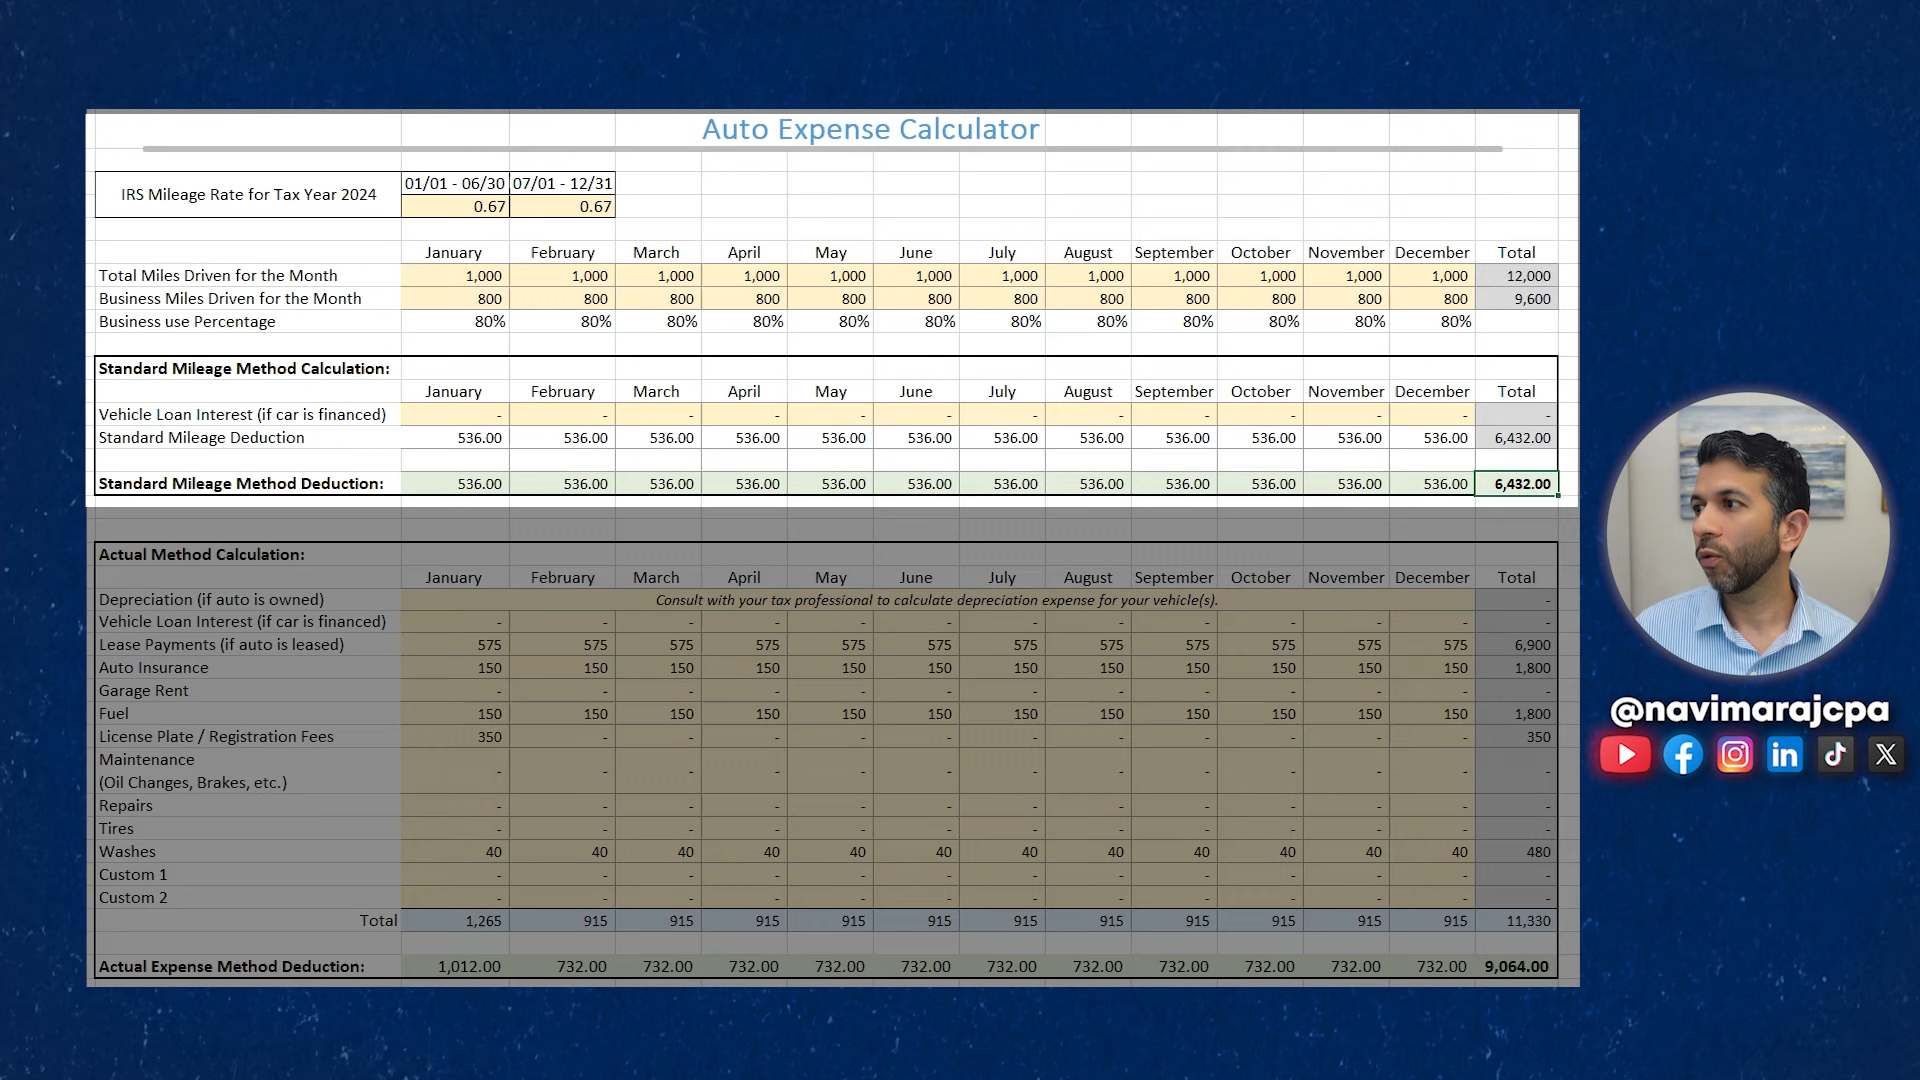 Auto Expense Calculator
IRS Mileage Rate for Tax Year 2024 01/01 - 06/30 07/01 - 12/31
0.67 0.67
January February March April May June July August September October November December Total
Total Miles Driven for the Month 1,000 1,000 1,000 1,000 1,000 1,000 1,000 1,000 1,000 1,000 1,000 1,000 12,000
Business Miles Driven for the Month 800 800 800 800 800 800 800 800 800 800 800 800 9,600
Business use Percentage 80% 80% 80% 80% 80% 80% 80% 80% 80% 80% 80% 80%
Standard Mileage Method Calculation:
January February March April May June July August September October November December Total
Vehicle Loan Interest (if car is financed) - - - - - - - - - - - - -
Standard Mileage Deduction 536.00 536.00 536.00 536.00 536.00 536.00 536.00 536.00 536.00 536.00 536.00 536.00 6,432.00
Standard Mileage Method Deduction: 536.00 536.00 536.00 536.00 536.00 536.00 536.00 536.00 536.00 536.00 536.00 536.00 6,432.00
Actual Method Calculation:
January February March April May June July August September October November December Total
Depreciation (if auto is owned) Consult with your tax professional to calculate depreciation expense for your vehicle(s). -
Vehicle Loan Interest (if car is financed) - - - - - - - - - - - - -
Lease Payments (if auto is leased) 575 575 575 575 575 575 575 575 575 575 575 575 6,900
Auto Insurance 150 150 150 150 150 150 150 150 150 150 150 150 1,800
Garage Rent - - - - - - - - - - - - -
Fuel 150 150 150 150 150 150 150 150 150 150 150 150 1,800
License Plate / Registration Fees 350 - - - - - - - - - - - 350
Maintenance
(Oil Changes, Brakes, etc.) - - - - - - - - - - - - -
Repairs - - - - - - - - - - - - -
Tires - - - - - - - - - - - - -
Washes 40 40 40 40 40 40 40 40 40 40 40 40 480
Custom 1 - - - - - - - - - - - - -
Custom 2 - - - - - - - - - - - - -
Total 1,265 915 915 915 915 915 915 915 915 915 915 915 11,330
Actual Expense Method Deduction: 1,012.00 732.00 732.00 732.00 732.00 732.00 732.00 732.00 732.00 732.00 732.00 732.00 9,064.00
@navimarajcpa